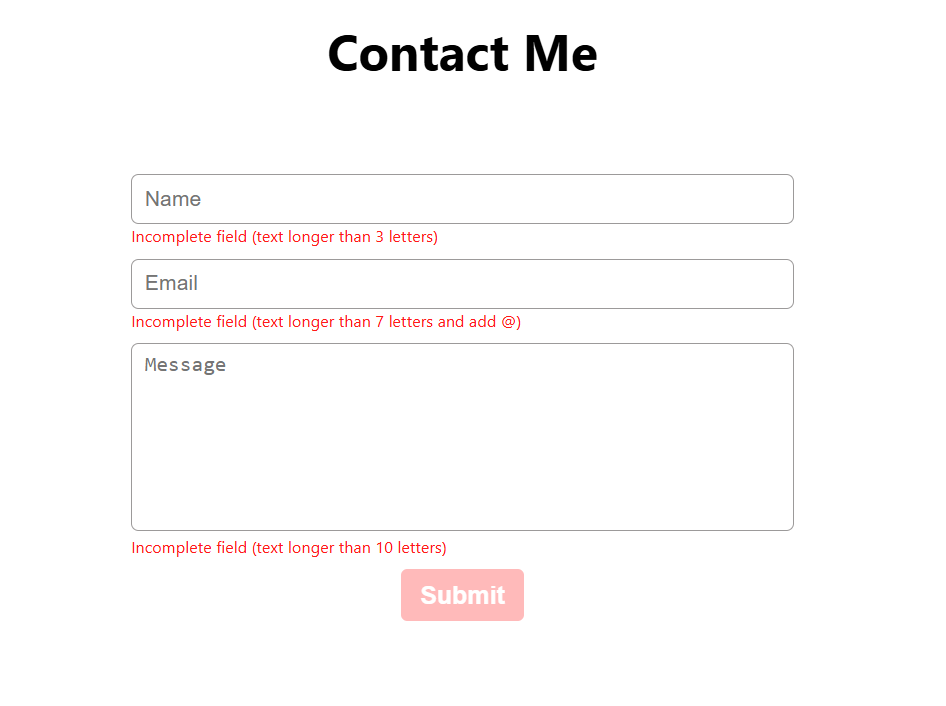 Contact Me
Name
Incomplete field (text longer than 3 letters)
Email
Incomplete field (text longer than 7 letters and add @)
Message
Incomplete field (text longer than 10 letters)
Submit